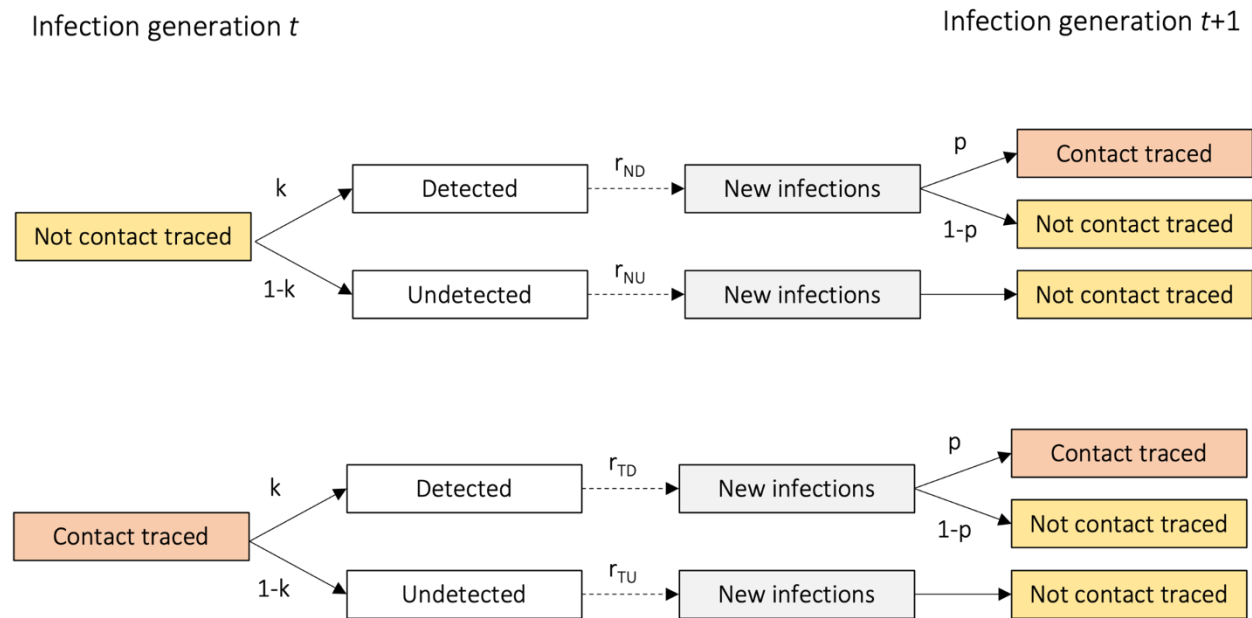 Infection generation t
Infection generation t+1
p
Contact traced
k
r_ND
Detected
New infections
Not contact traced
1-p
Not contact traced
1-k
r_NU
Undetected
New infections
Not contact traced
p
Contact traced
k
r_TD
Detected
New infections
Contact traced
1-p
Not contact traced
1-k
r_TU
Undetected
New infections
Not contact traced